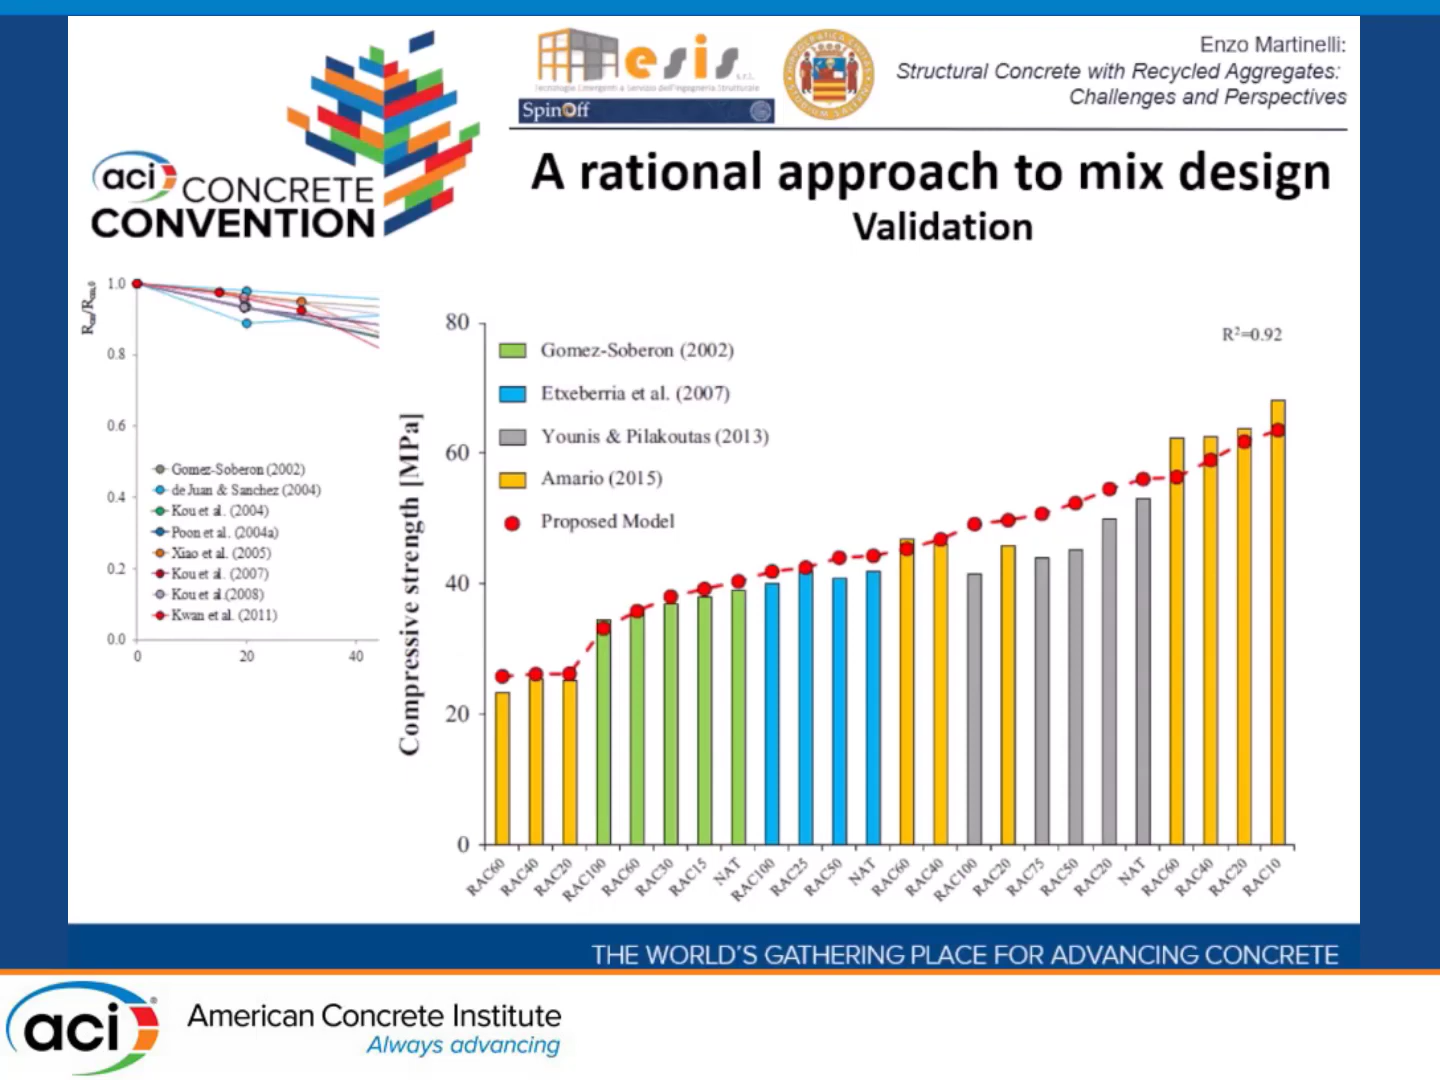 aci CONCRETE
CONVENTION
esis s.r.l.
Tecnologie Emergenti a Servizio dell'Ingegneria Strutturale
SpinOff
Enzo Martinelli:
Structural Concrete with Recycled Aggregates:
Challenges and Perspectives
A rational approach to mix design
Validation
1.0
0.8
0.6
0.4
0.2
0.0
0
20
40
Gomez-Soberon (2002)
de Juan & Sanchez (2004)
Kou et al. (2004)
Poon et al. (2004a)
Xiao et al. (2005)
Kou et al. (2007)
Kou et al.(2008)
Kwan et al. (2011)
Compressive strength [MPa]
80
60
40
20
0
Gomez-Soberon (2002)
Etxeberria et al. (2007)
Younis & Pilakoutas (2013)
Amario (2015)
Proposed Model
R²=0.92
RAC60
RAC40
RAC20
RAC100
RAC60
RAC30
RAC15
NAT
RAC100
RAC25
RAC50
NAT
RAC60
RAC40
RAC100
RAC20
RAC75
RAC50
RAC20
NAT
RAC60
RAC40
RAC20
RAC10
THE WORLD'S GATHERING PLACE FOR ADVANCING CONCRETE
aci ®
American Concrete Institute
Always advancing